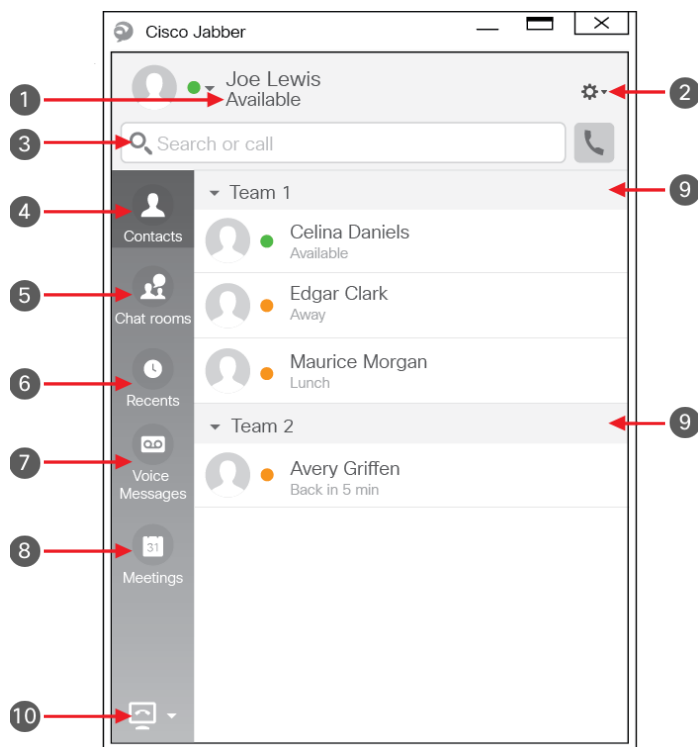 Cisco Jabber
Joe Lewis
1 Available 2
3 Search or call
Team 1 9
4 Contacts
Celina Daniels
Available
5 Chat rooms
Edgar Clark
Away
6 Recents
Maurice Morgan
Lunch
Team 2 9
7 Voice Messages
Avery Griffen
Back in 5 min
8 31
Meetings
10